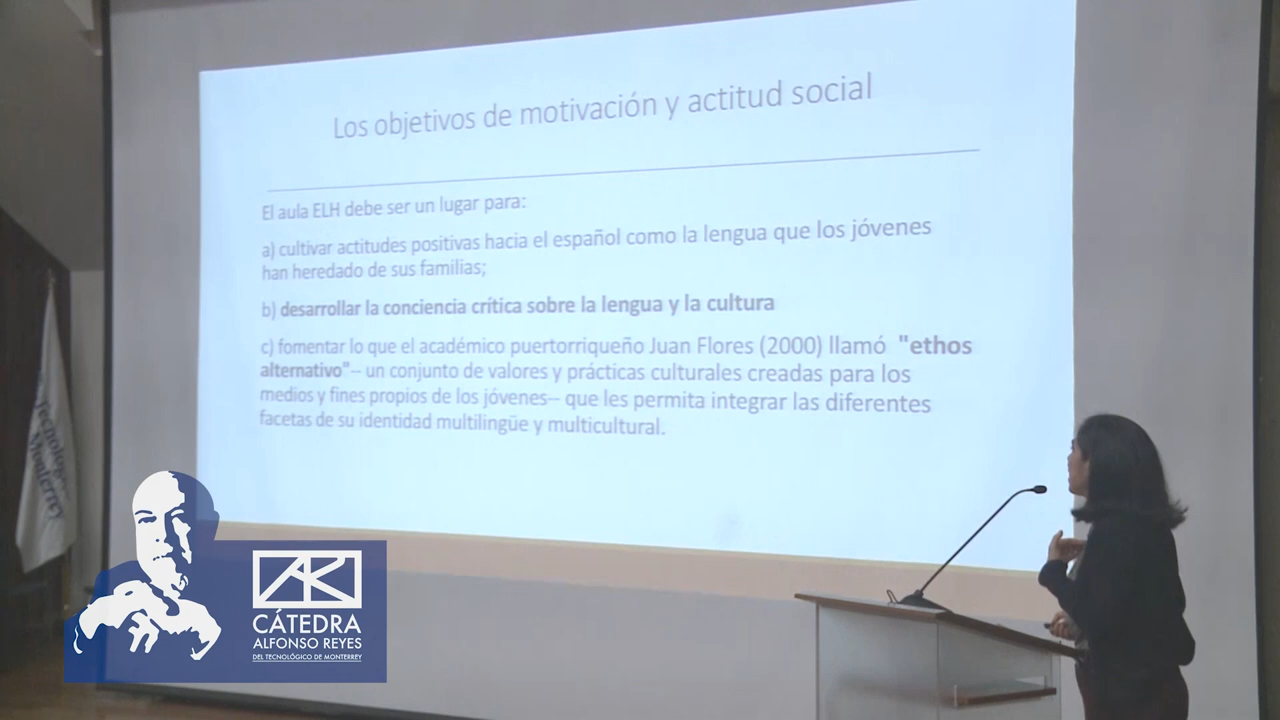 Los objetivos de motivación y actitud social
El aula ELH debe ser un lugar para:
a) cultivar actitudes positivas hacia el español como la lengua que los jóvenes
han heredado de sus familias;
b) desarrollar la conciencia crítica sobre la lengua y la cultura
c) fomentar lo que el académico puertorriqueño Juan Flores (2000) llamó "ethos
alternativo"-- un conjunto de valores y prácticas culturales creadas para los
medios y fines propios de los jóvenes-- que les permita integrar las diferentes
facetas de su identidad multilingüe y multicultural.
Tecnológico
Monterrey
AR
CÁTEDRA
ALFONSO REYES
DEL TECNOLÓGICO DE MONTERREY